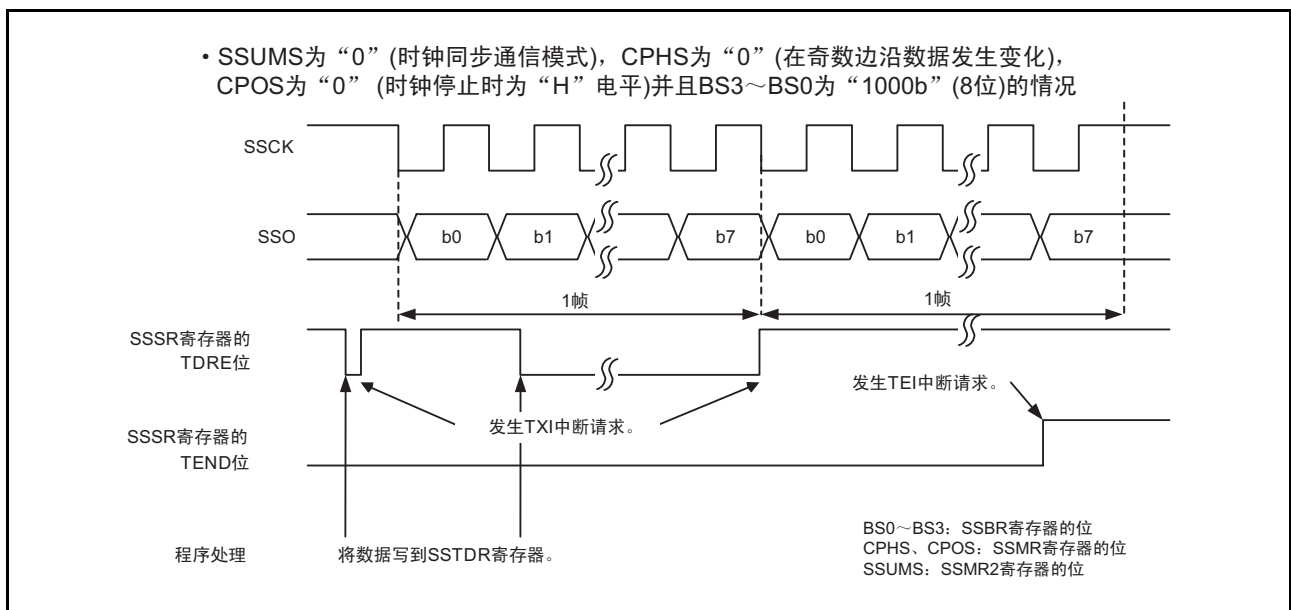 • SSUMS为“0”(时钟同步通信模式)，CPHS为“0”(在奇数边沿数据发生变化)，
CPOS为“0” (时钟停止时为“H”电平)并且BS3～BS0为“1000b”(8位)的情况
SSCK
SSO
b0
b1
b7
b0
b1
b7
1帧
1帧
SSSR寄存器的
TDRE位
发生TEI中断请求。
发生TXI中断请求。
SSSR寄存器的
TEND位
程序处理
将数据写到SSTDR寄存器。
BS0～BS3：SSBR寄存器的位
CPHS、CPOS：SSMR寄存器的位
SSUMS：SSMR2寄存器的位